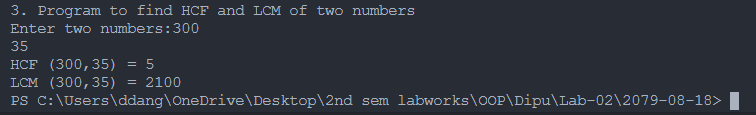 3. Program to find HCF and LCM of two numbers
Enter two numbers:300
35
HCF (300,35) = 5
LCM (300,35) = 2100
PS C:\Users\ddang\OneDrive\Desktop\2nd sem labworks\OOP\Dipu\Lab-02\2079-08-18>